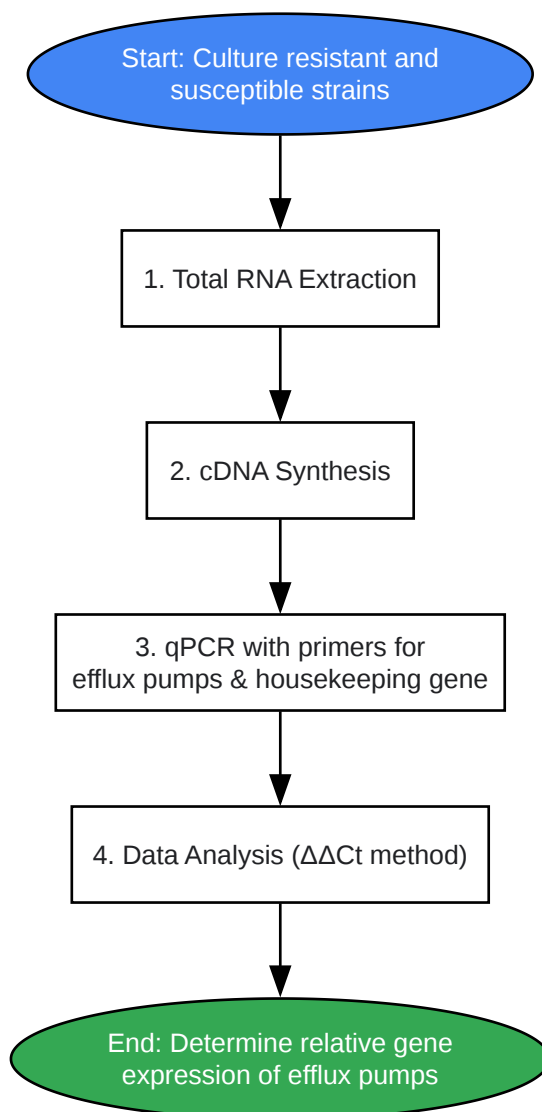 Start: Culture resistant and
susceptible strains
1. Total RNA Extraction
2. cDNA Synthesis
3. qPCR with primers for
efflux pumps & housekeeping gene
4. Data Analysis (ΔΔCt method)
End: Determine relative gene
expression of efflux pumps